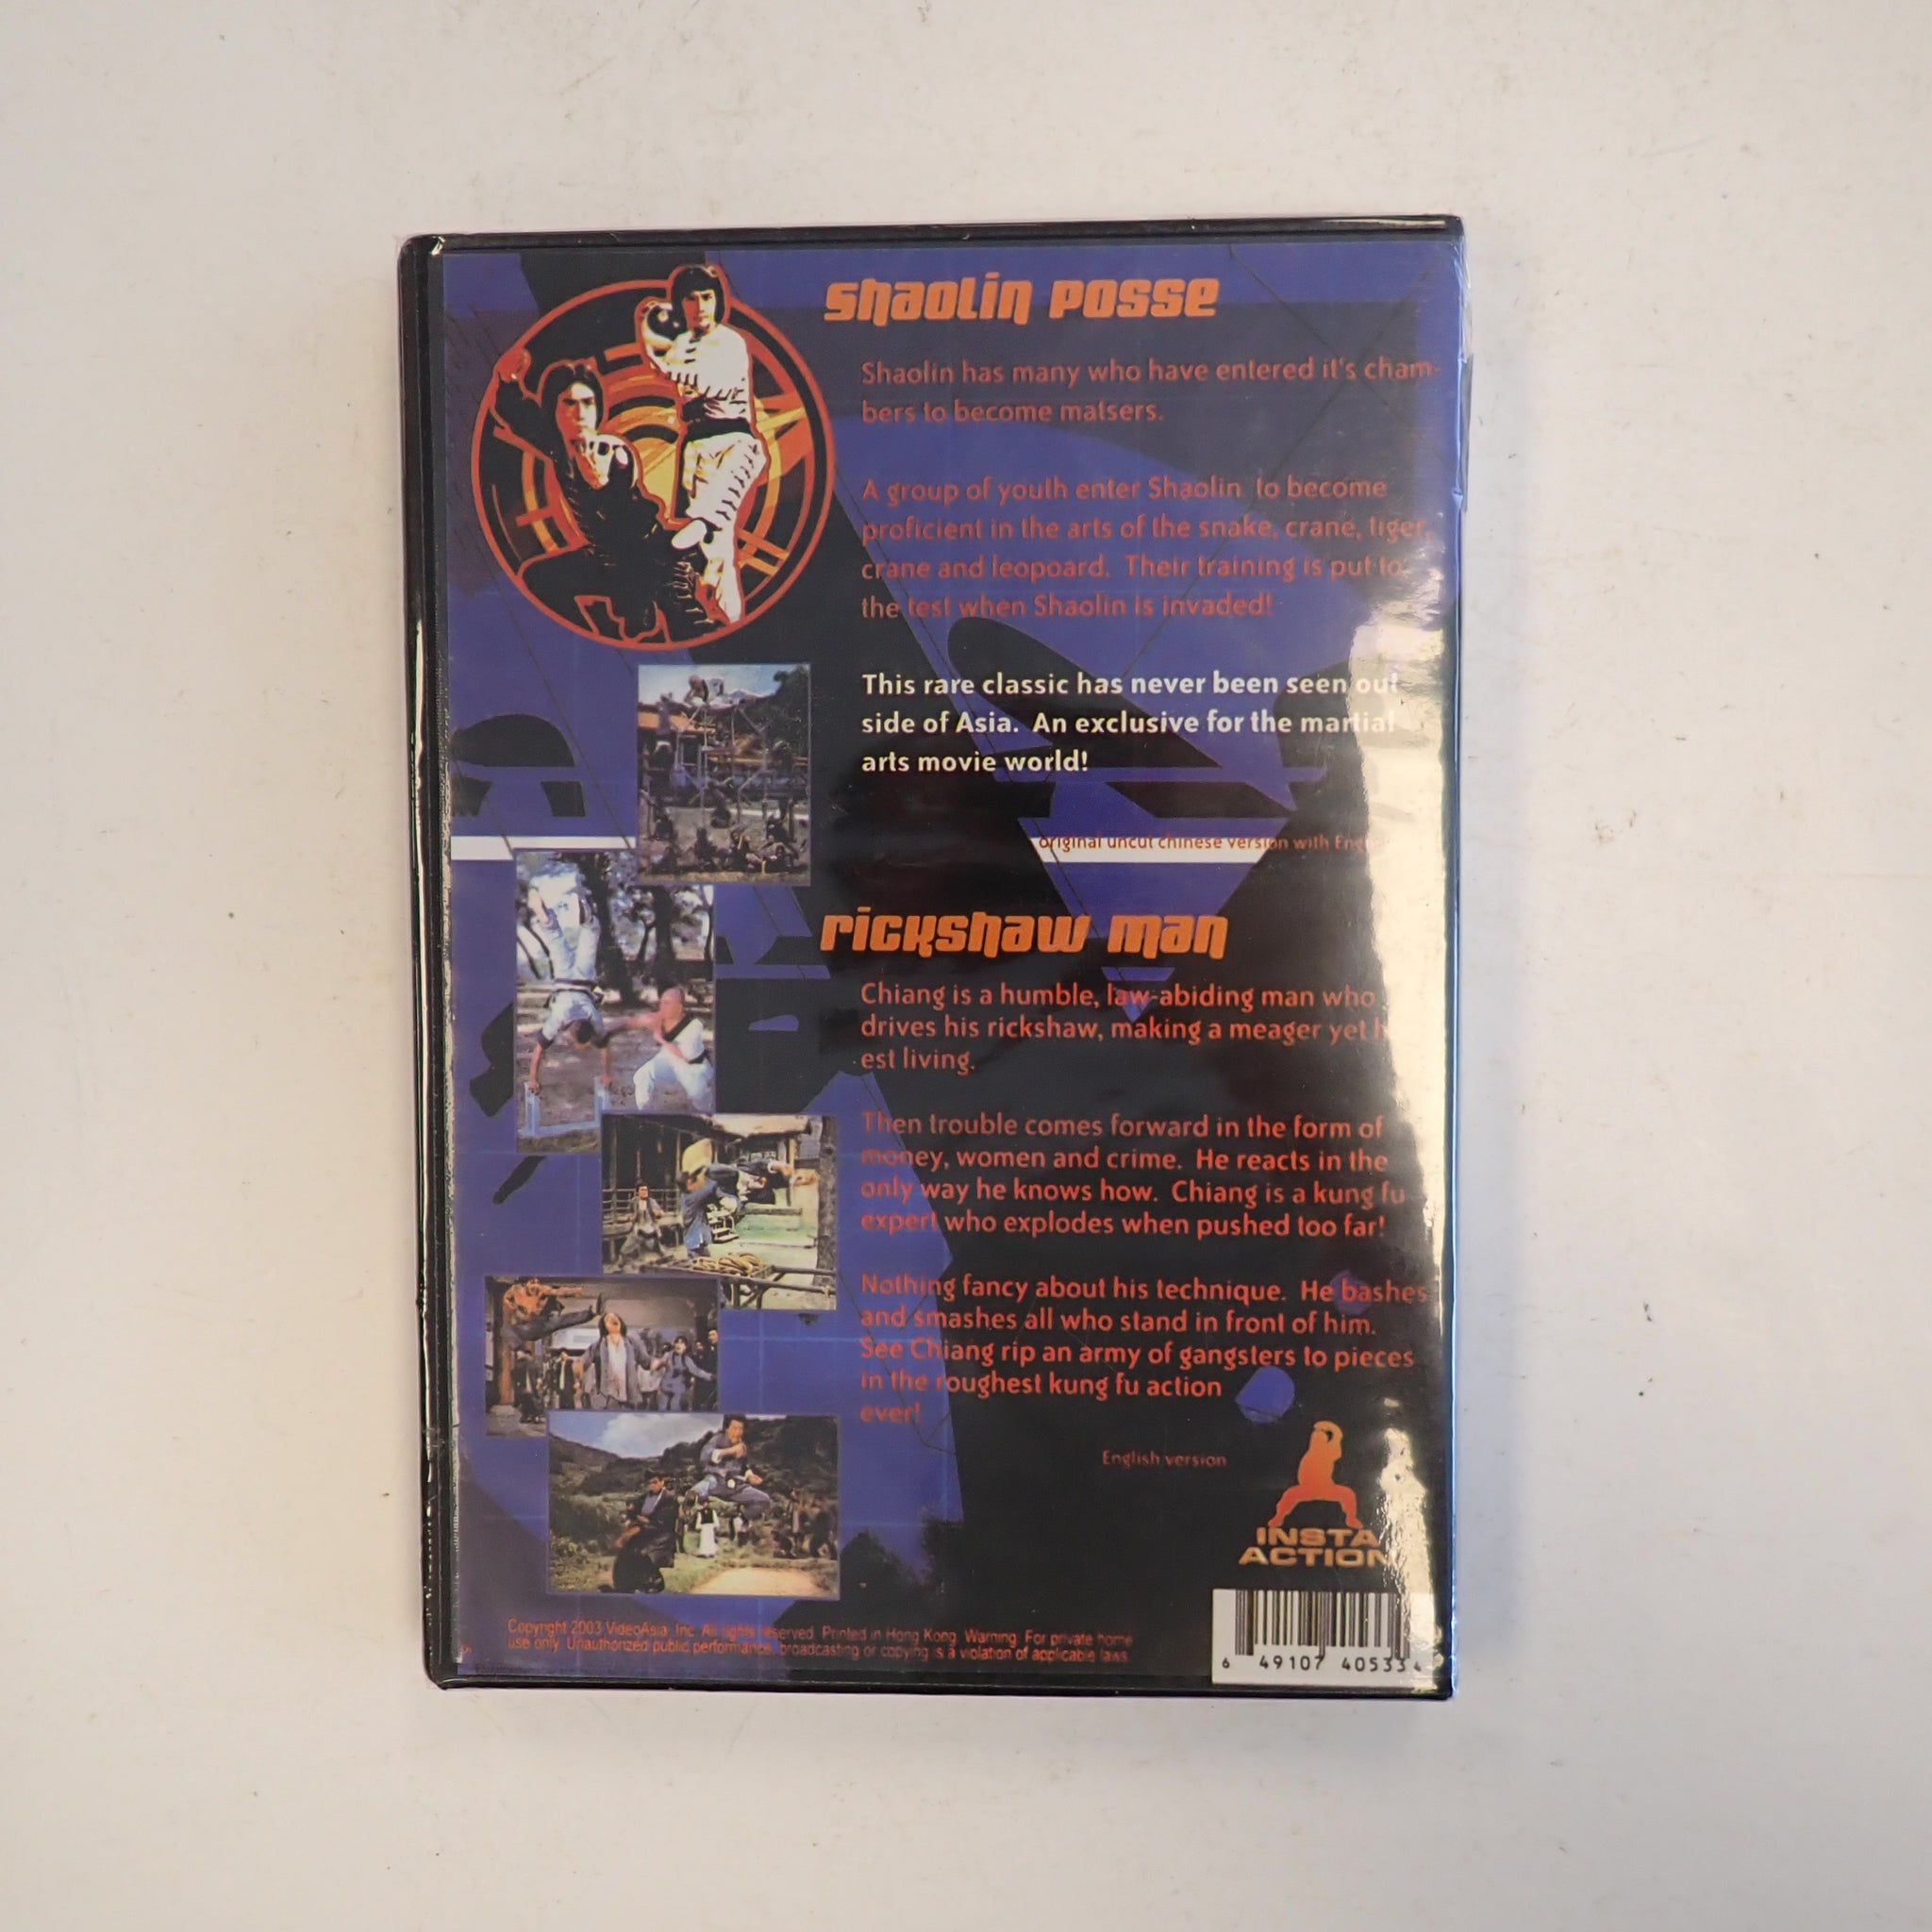 Shaolin Posse
Shaolin has many who have entered it's cham-
bers to become matsers.
A group of youth enter Shaolin to become
proficient in the arts of the snake, crane, tiger,
crane and leopoard. Their training is put to
the test when Shaolin is invaded!
This rare classic has never been seen out
side of Asia. An exclusive for the martial
arts movie world!
original uncut chinese version with
Rickshaw Man
Chiang is a humble, law-abiding man who
drives his rickshaw, making a meager yet
est living.
Then trouble comes forward in the form of
money, women and crime. He reacts in the
only way he knows how. Chiang is a kung fu
expert who explodes when pushed too far!
Nothing fancy about his technique. He bashes
and smashes all who stand in front of him.
See Chiang rip an army of gangsters to pieces
in the roughest kung fu action
ever!
English version
INSTA
ACTION
Copyright 2003 VideoAsia, Inc. All rights reserved. Printed in Hong Kong. Warning. For private home
use only. Unauthorized public performance, broadcasting or copying is a violation of applicable laws.
6 49107 40533 4